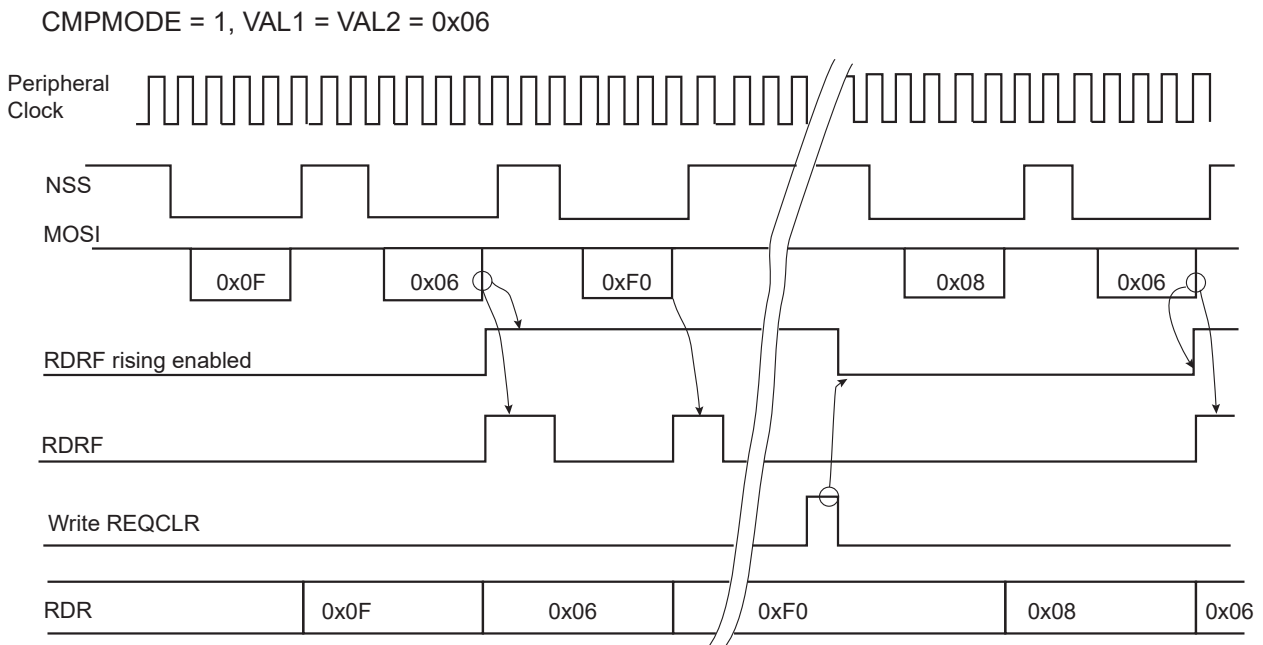 CMPMODE = 1, VAL1 = VAL2 = 0x06
Peripheral
Clock
NSS
MOSI
0x0F 0x06 0xF0 0x08 0x06
RDRF rising enabled
RDRF
Write REQCLR
RDR 0x0F 0x06 0xF0 0x08 0x06